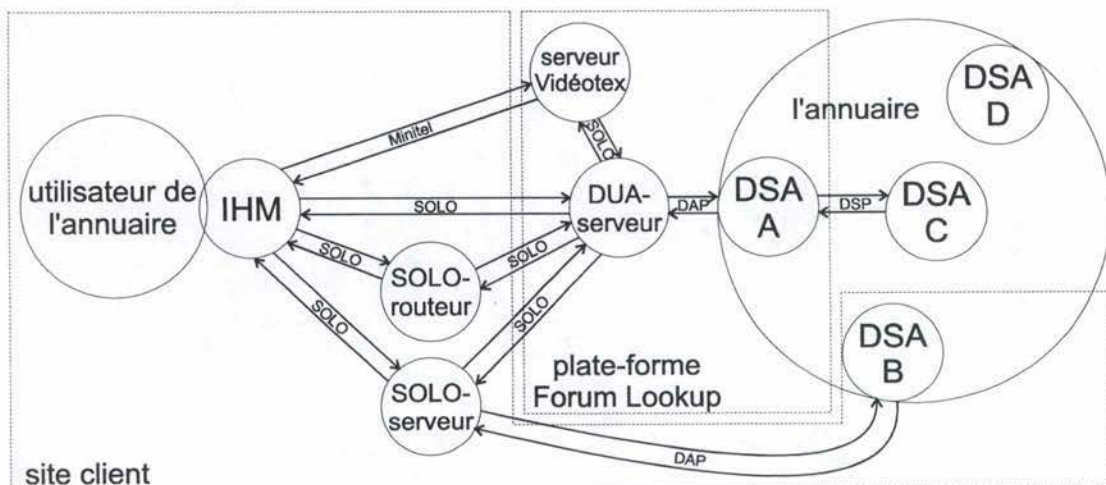 serveur
Vidéotex
DSA
D
l'annuaire
Minitel
SOLO
utilisateur de
l'annuaire
IHM
SOLO
DUA-
serveur
DAP
DSA
A
DSP
DSA
C
SOLO
SOLO-
routeur
SOLO
SOLO
SOLO
SOLO-
serveur
plate-forme
Forum Lookup
DSA
B
DAP
site client